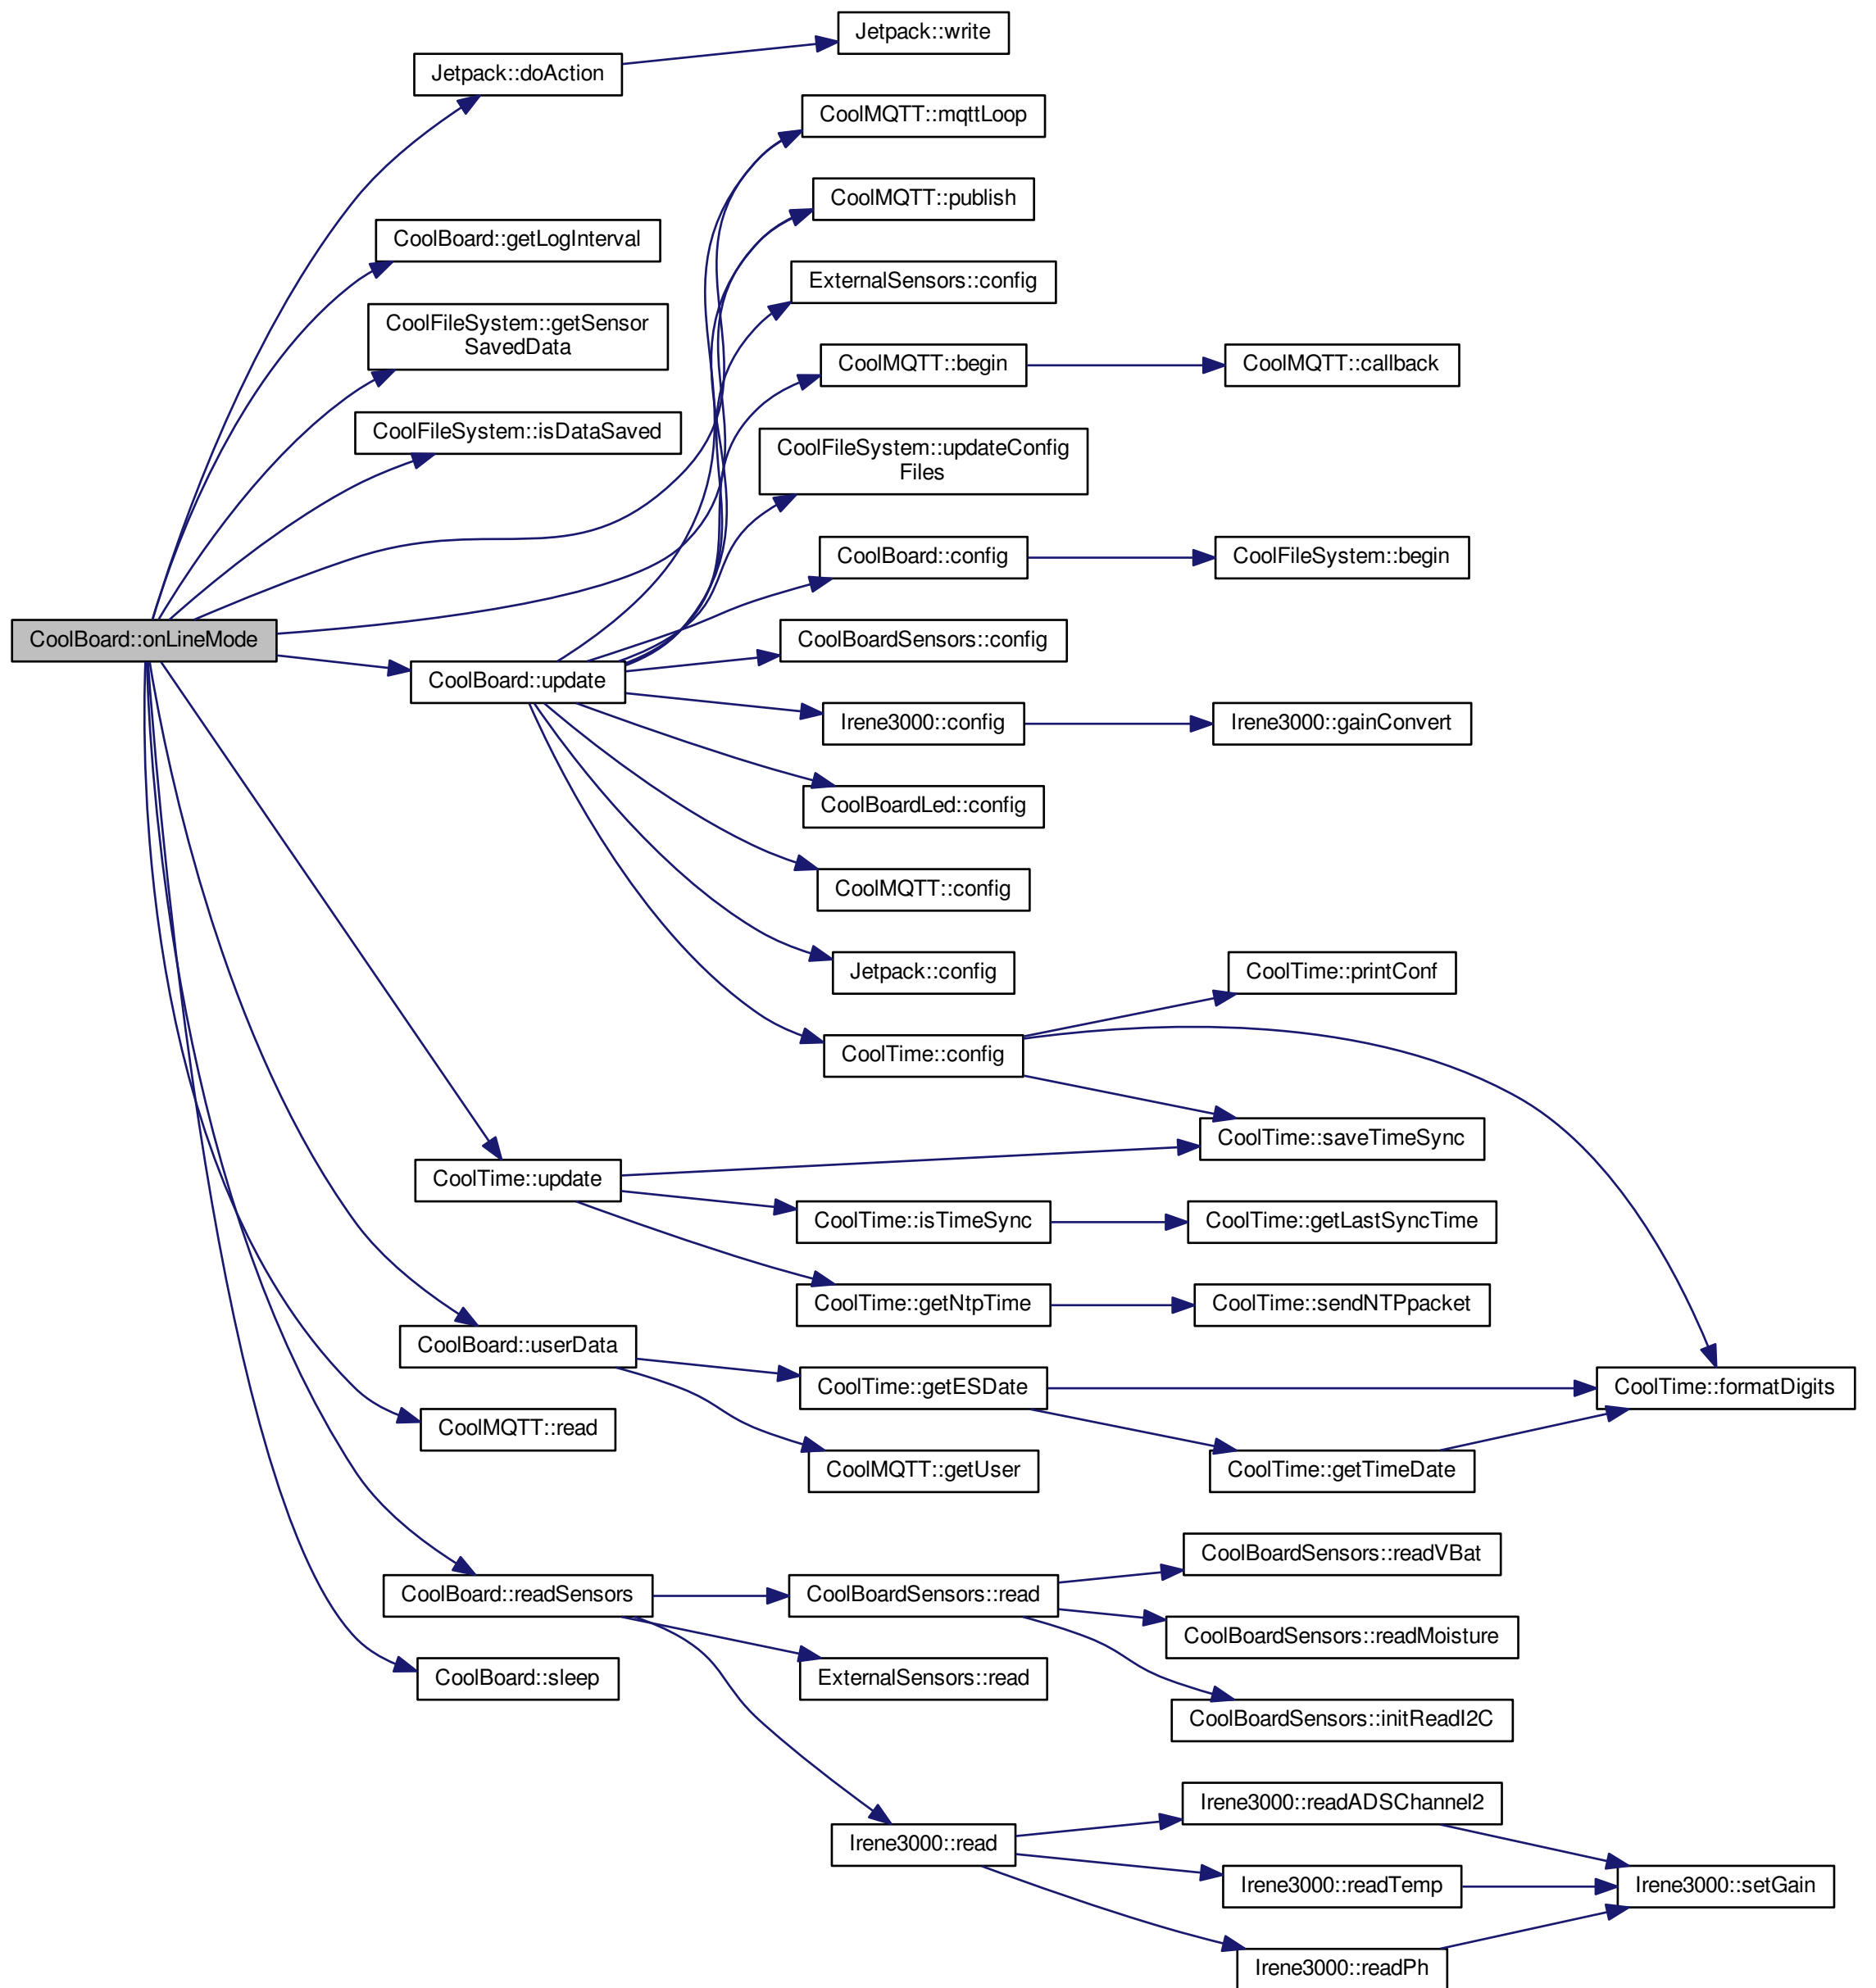 Jetpack::write
Jetpack::doAction
CoolMQTT::mqttLoop
CoolMQTT::publish
CoolBoard::getLogInterval
ExternalSensors::config
CoolFileSystem::getSensor
SavedData
CoolMQTT::begin
CoolMQTT::callback
CoolFileSystem::isDataSaved
CoolFileSystem::updateConfig
Files
CoolBoard::config
CoolFileSystem::begin
CoolBoard::onLineMode
CoolBoardSensors::config
CoolBoard::update
Irene3000::config
Irene3000::gainConvert
CoolBoardLed::config
CoolMQTT::config
Jetpack::config
CoolTime::printConf
CoolTime::config
CoolTime::saveTimeSync
CoolTime::update
CoolTime::isTimeSync
CoolTime::getLastSyncTime
CoolTime::getNtpTime
CoolTime::sendNTPpacket
CoolBoard::userData
CoolTime::getESDate
CoolTime::formatDigits
CoolMQTT::read
CoolMQTT::getUser
CoolTime::getTimeDate
CoolBoardSensors::readVBat
CoolBoard::readSensors
CoolBoardSensors::read
CoolBoardSensors::readMoisture
CoolBoard::sleep
ExternalSensors::read
CoolBoardSensors::initReadI2C
Irene3000::readADSChannel2
Irene3000::read
Irene3000::readTemp
Irene3000::setGain
Irene3000::readPh